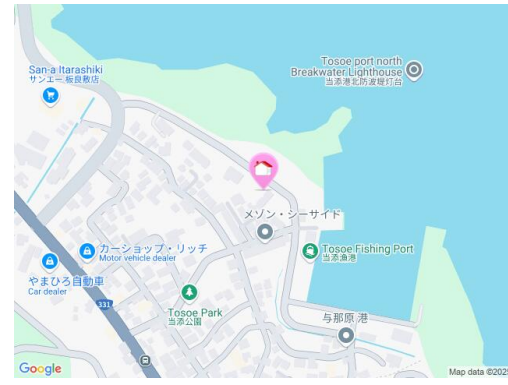 Tosoe port north
Breakwater Lighthouse
当添港北防波堤灯台
San-a Itarashiki
サンエー 板良敷店
メゾン・シーサイド
カーショップ・リッチ
Motor vehicle dealer
Tosoe Fishing Port
当添漁港
やまひろ自動車
Car dealer
331
Tosoe Park
当添公園
与那原 港
Google
Map data ©2025